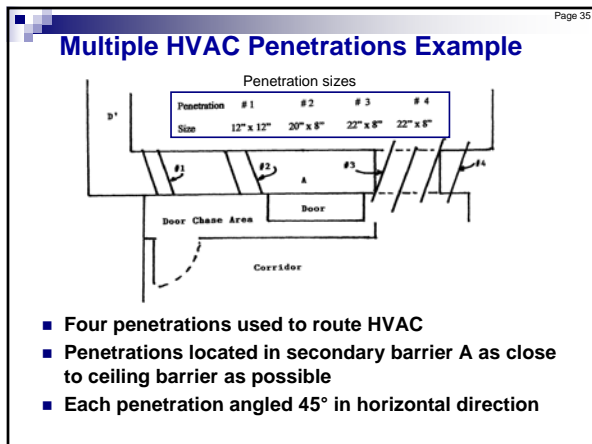 Page 35
Multiple HVAC Penetrations Example
Penetration sizes
Penetration # 1 # 2 # 3 # 4
Size 12" x 12" 20" x 8" 22" x 8" 22" x 8"
D'
#1
#2
A
#3
#4
Door
Door Chase Area
Corridor
■ Four penetrations used to route HVAC
■ Penetrations located in secondary barrier A as close
to ceiling barrier as possible
■ Each penetration angled 45° in horizontal direction